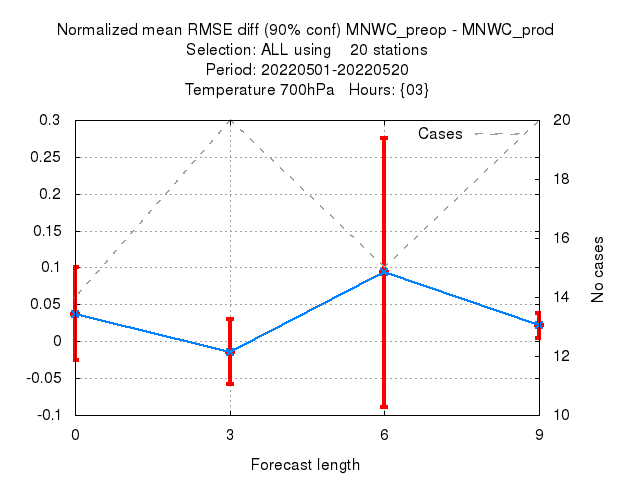 Normalized mean RMSE diff (90% conf) MNWC_preop - MNWC_prod
Selection: ALL using    20 stations
Period: 20220501-20220520
Temperature 700hPa   Hours: {03}
Cases
0.3
0.25
0.2
0.15
0.1
0.05
0
-0.05
-0.1
20
18
16
14
12
10
No cases
0 3 6 9
Forecast length